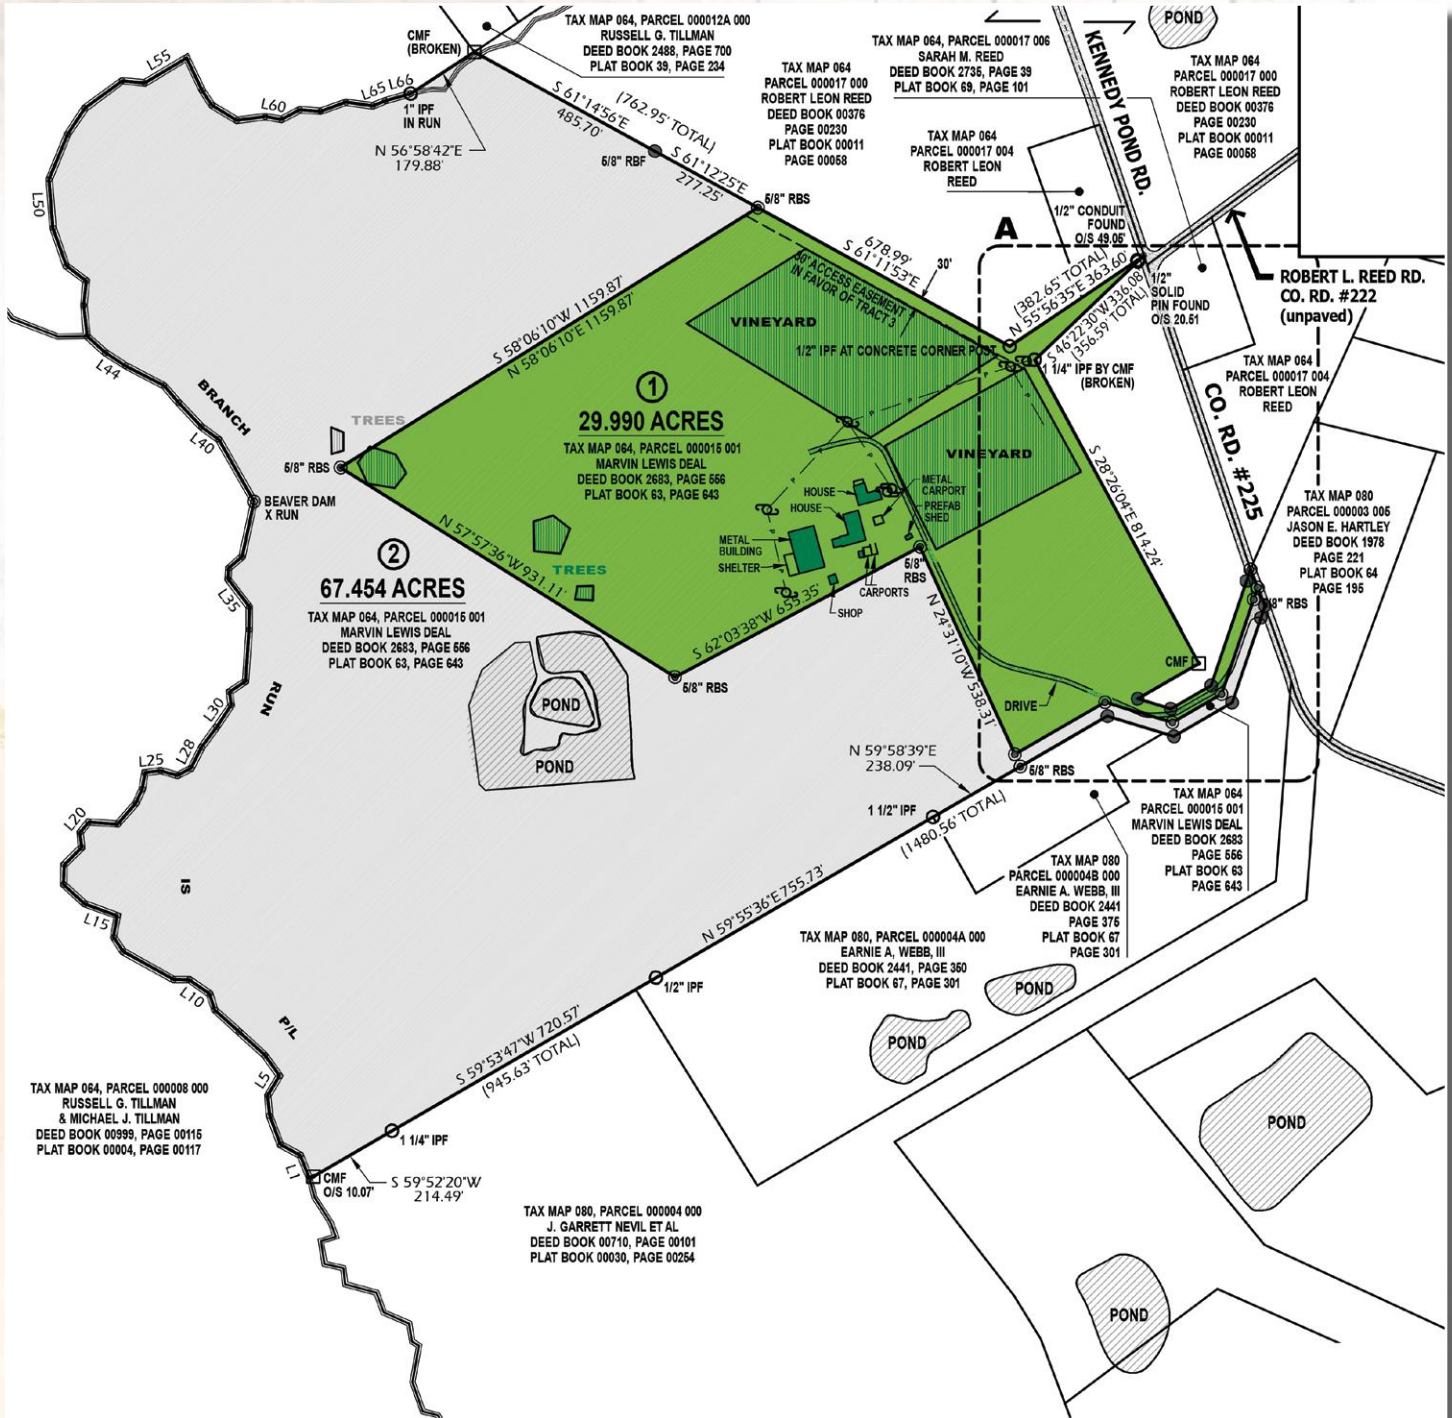 TAX MAP 064, PARCEL 000012A 000
RUSSELL G. TILLMAN
DEED BOOK 2488, PAGE 700
PLAT BOOK 39, PAGE 234
CMF
(BROKEN)
L55
L60
L65
L66
1" IPF
IN RUN
N 56°58'42"E
179.88'
S 61°14'56"E
485.70'
(762.95' TOTAL)
5/8" RBF
S 61°12'25"E
277.25'
5/8" RBS
TAX MAP 064
PARCEL 000017 000
ROBERT LEON REED
DEED BOOK 00376
PAGE 00230
PLAT BOOK 00011
PAGE 00058
TAX MAP 064, PARCEL 000017 006
SARAH M. REED
DEED BOOK 2735, PAGE 39
PLAT BOOK 69, PAGE 101
TAX MAP 064
PARCEL 000017 004
ROBERT LEON
REED
KENNEDY POND RD.
POND
TAX MAP 064
PARCEL 000017 000
ROBERT LEON REED
DEED BOOK 00376
PAGE 00230
PLAT BOOK 00011
PAGE 00058
1/2" CONDUIT
FOUND
O/S 49.05'
A
ROBERT L. REED RD.
CO. RD. #222
(unpaved)
1/2"
SOLID
PIN FOUND
O/S 20.51
678.99'
S 61°11'53"E
30'
(382.65' TOTAL)
N 55°56'35"E 363.60'
S 46°22'30"W 336.08'
(356.59' TOTAL)
30' ACCESS EASEMENT
IN FAVOR OF TRACT 3
VINEYARD
1/2" IPF AT CONCRETE CORNER POST
1 1/4" IPF BY CMF
(BROKEN)
TAX MAP 064
PARCEL 000017 004
ROBERT LEON
REED
CO. RD. #225
L50
L44
BRANCH
L40
S 58°06'10"W 1159.87'
N 58°06'10"E 1159.87'
TREES
5/8" RBS
BEAVER DAM
X RUN
1
29.990 ACRES
TAX MAP 064, PARCEL 000015 001
MARVIN LEWIS DEAL
DEED BOOK 2683, PAGE 556
PLAT BOOK 63, PAGE 643
VINEYARD
S 28°26'04"E 814.24'
HOUSE
HOUSE
METAL
CARPORT
PREFAB
SHED
METAL
BUILDING
SHELTER
CARPORTS
SHOP
5/8"
RBS
TAX MAP 080
PARCEL 000003 005
JASON E. HARTLEY
DEED BOOK 1978
PAGE 221
PLAT BOOK 64
PAGE 195
5/8" RBS
2
67.454 ACRES
TAX MAP 064, PARCEL 000015 001
MARVIN LEWIS DEAL
DEED BOOK 2683, PAGE 556
PLAT BOOK 63, PAGE 643
N 57°57'36"W 931.11'
TREES
S 62°03'38"W 655.35'
N 24°31'10"W 538.31'
L35
5/8" RBS
CMF
DRIVE
RUN
L30
L28
L25
L20
POND
POND
N 59°58'39"E
238.09'
5/8" RBS
1 1/2" IPF
(1480.56' TOTAL)
TAX MAP 064
PARCEL 000015 001
MARVIN LEWIS DEAL
DEED BOOK 2683
PAGE 556
PLAT BOOK 63
PAGE 643
TAX MAP 080
PARCEL 000004B 000
EARNIE A. WEBB, III
DEED BOOK 2441
PAGE 375
PLAT BOOK 67
PAGE 301
IS
L15
N 59°55'36"E 755.73'
TAX MAP 080, PARCEL 000004A 000
EARNIE A, WEBB, III
DEED BOOK 2441, PAGE 350
PLAT BOOK 67, PAGE 301
1/2" IPF
L10
P/L
POND
POND
S 59°53'47"W 720.57'
(945.63' TOTAL)
L5
TAX MAP 064, PARCEL 000008 000
RUSSELL G. TILLMAN
& MICHAEL J. TILLMAN
DEED BOOK 00999, PAGE 00115
PLAT BOOK 00004, PAGE 00117
1 1/4" IPF
L1
CMF
O/S 10.07'
S 59°52'20"W
214.49'
TAX MAP 080, PARCEL 000004 000
J. GARRETT NEVIL ET AL
DEED BOOK 00710, PAGE 00101
PLAT BOOK 00030, PAGE 00254
POND
POND